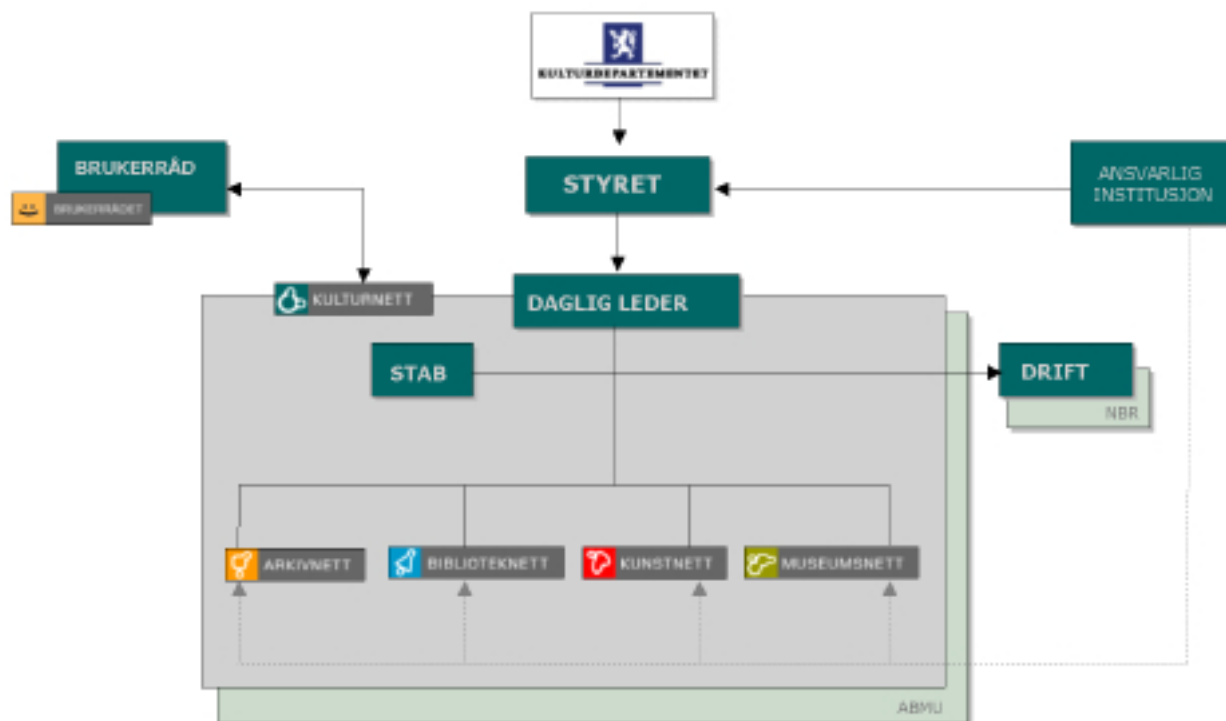 KULTURDEPARTEMENTET
BRUKERRÅD
BRUKERRÅDET
STYRET
ANSVARLIG
INSTITUSJON
KULTURNETT
DAGLIG LEDER
STAB
DRIFT
NBR
ARKIVNETT
BIBLIOTEKNETT
KUNSTNETT
MUSEUMSNETT
ABMU